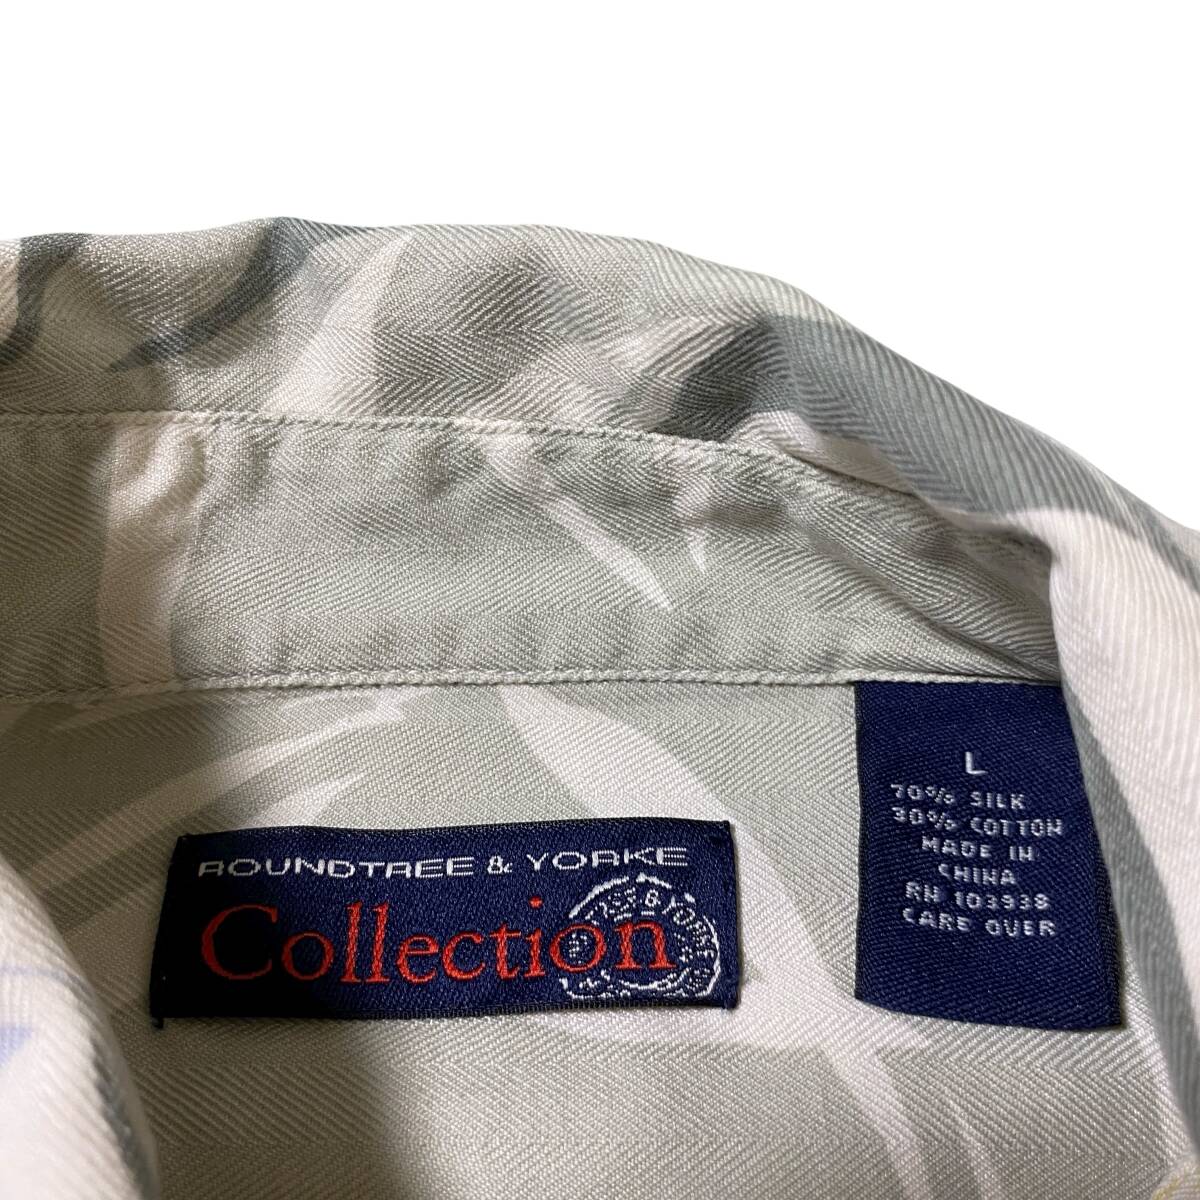 ROUNDTREE & YORKE
Collection
L
70% SILK
30% COTTON
MADE IN
CHINA
RN 103938
CARE OVER